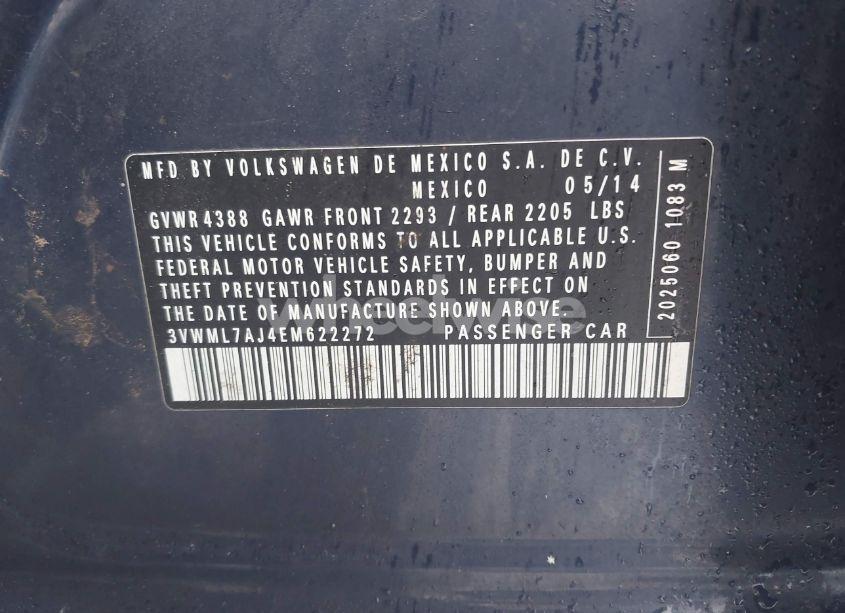 MFD BY VOLKSWAGEN DE MEXICO S.A. DE C.V.
MEXICO 05/14
GVWR 4388 GAWR FRONT 2293 / REAR 2205 LBS
THIS VEHICLE CONFORMS TO ALL APPLICABLE U.S.
FEDERAL MOTOR VEHICLE SAFETY, BUMPER AND
THEFT PREVENTION STANDARDS IN EFFECT ON
THE DATE OF MANUFACTURE SHOWN ABOVE.
3VWML7AJ4EM622272 PASSENGER CAR
2025060 1083 M